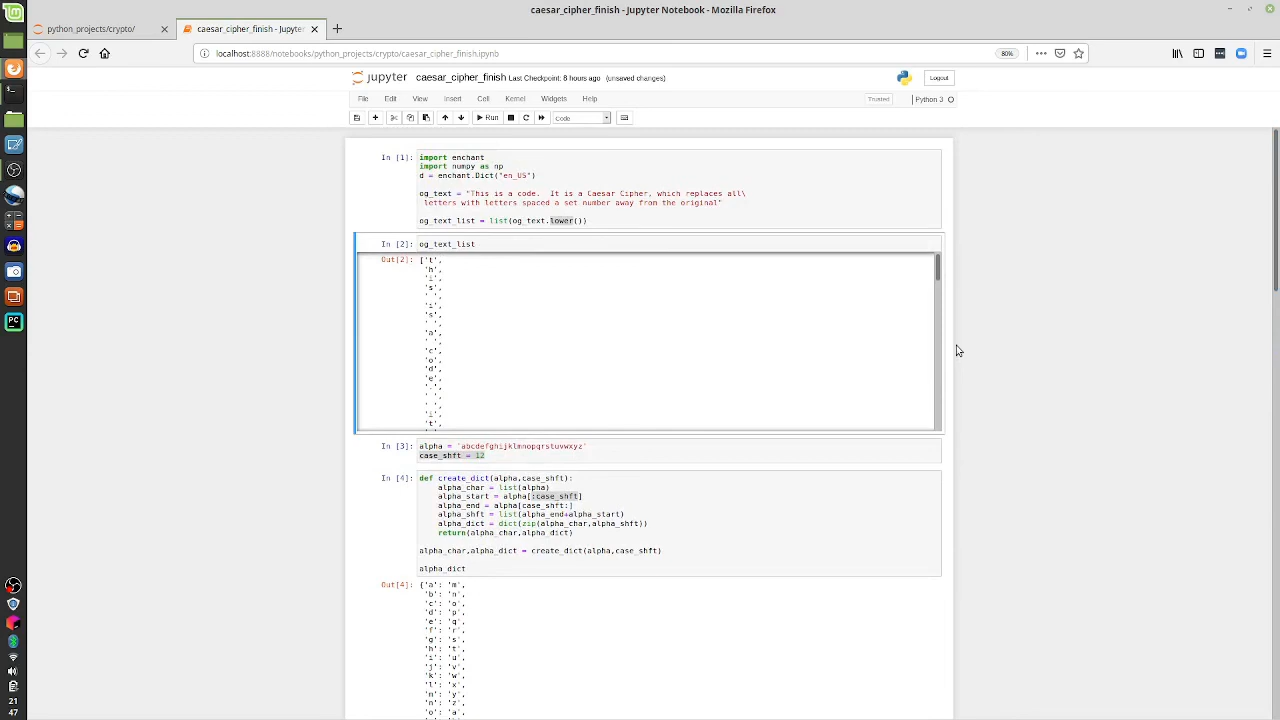 caesar_cipher_finish - Jupyter Notebook - Mozilla Firefox
python_projects/crypto/
caesar_cipher_finish - Jupyte
localhost:8888/notebooks/python_projects/crypto/caesar_cipher_finish.ipynb
80%
jupyter caesar_cipher_finish Last Checkpoint: 8 hours ago (unsaved changes)
Logout
File Edit View Insert Cell Kernel Widgets Help
Trusted
Python 3
Run
Code
In [1]: import enchant
import numpy as np
d = enchant.Dict("en_US")
og_text = "This is a code.  It is a Caesar Cipher, which replaces all\
 letters with letters spaced a set number away from the original"
og_text_list = list(og_text.lower())
In [2]: og_text_list
Out[2]: ['t',
'h',
'i',
's',
' ',
'i',
's',
' ',
'a',
' ',
'c',
'o',
'd',
'e',
'.',
' ',
' ',
'i',
't',
In [3]: alpha = 'abcdefghijklmnopqrstuvwxyz'
case_shft = 12
In [4]: def create_dict(alpha,case_shft):
    alpha_char = list(alpha)
    alpha_start = alpha[:case_shft]
    alpha_end = alpha[case_shft:]
    alpha_shft = list(alpha_end+alpha_start)
    alpha_dict = dict(zip(alpha_char,alpha_shft))
    return(alpha_char,alpha_dict)
alpha_char,alpha_dict = create_dict(alpha,case_shft)
alpha_dict
Out[4]: {'a': 'm',
'b': 'n',
'c': 'o',
'd': 'p',
'e': 'q',
'f': 'r',
'g': 's',
'h': 't',
'i': 'u',
'j': 'v',
'k': 'w',
'l': 'x',
'm': 'y',
'n': 'z',
'o': 'a',
PC
21
47